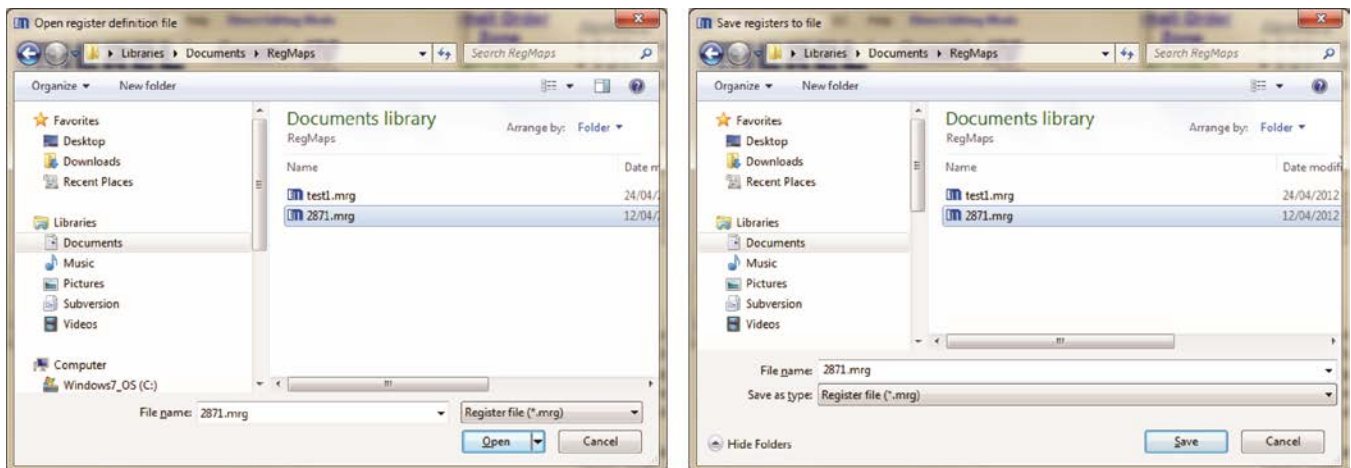 Open register definition file
Libraries Documents RegMaps
Search RegMaps
Organize New folder
Favorites
Desktop
Downloads
Recent Places
Libraries
Documents
Music
Pictures
Subversion
Videos
Computer
Windows7_OS (C:)
Documents library
RegMaps
Arrange by: Folder
Name Date m
test1.mrg 24/04/2
2871.mrg 12/04/2
File name: 2871.mrg Register file (*.mrg)
Open Cancel
Save registers to file
Libraries Documents RegMaps
Search RegMaps
Organize New folder
Favorites
Desktop
Downloads
Recent Places
Libraries
Documents
Music
Pictures
Subversion
Videos
Documents library
RegMaps
Arrange by: Folder
Name Date modifi
test1.mrg 24/04/2012
2871.mrg 12/04/2012
File name: 2871.mrg
Save as type: Register file (*.mrg)
Hide Folders Save Cancel